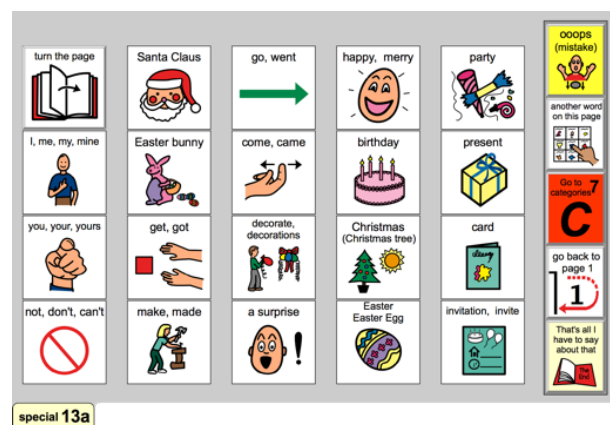 turn the page
Santa Claus
go, went
happy, merry
party
ooops
(mistake)
another word
on this page
I, me, my, mine
Easter bunny
come, came
birthday
present
Go to
categories 7
C
you, your, yours
get, got
decorate,
decorations
Christmas
(Christmas tree)
card
go back to
page 1
1
not, don't, can't
make, made
a surprise
!
Easter
Easter Egg
invitation, invite
That's all I
have to say
about that
The
End
special 13a